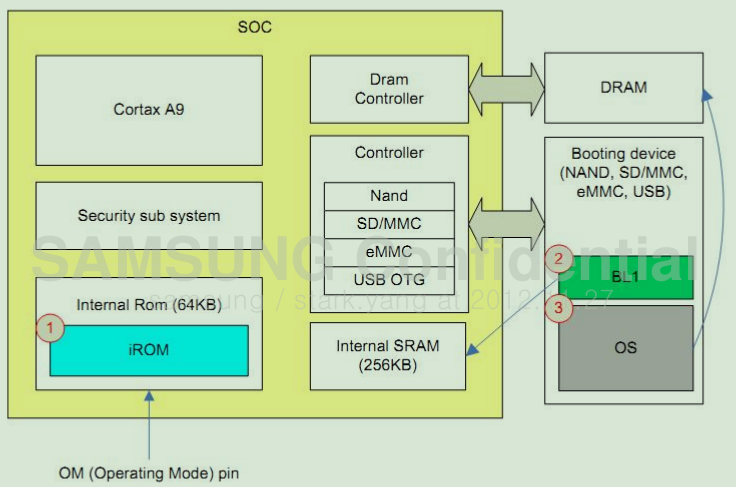 SOC
Cortax A9
Dram
Controller
DRAM
Controller
Nand
SD/MMC
eMMC
USB OTG
Booting device
(NAND, SD/MMC,
eMMC, USB)
Security sub system
SAMSUNG Confidential
samsung / stark.yang at 2012.11.27
2
BL1
Internal Rom (64KB)
1
iROM
Internal SRAM
(256KB)
3
OS
OM (Operating Mode) pin